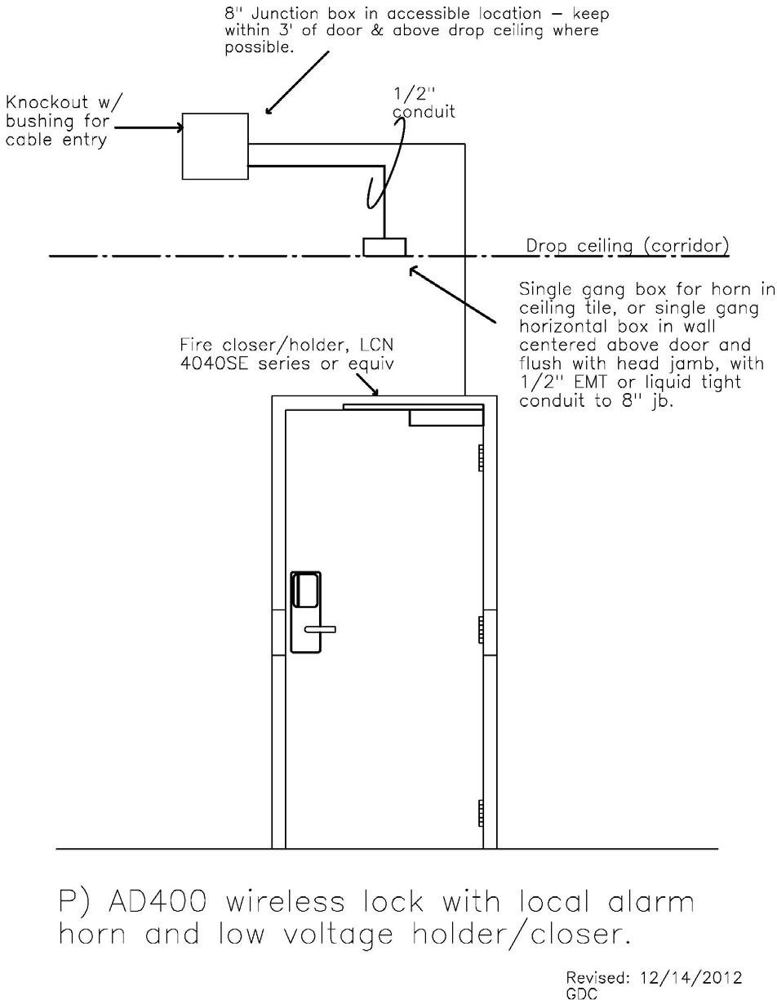 8" Junction box in accessible location – keep
within 3' of door & above drop ceiling where
possible.
1/2"
conduit
Knockout w/
bushing for
cable entry
Drop ceiling (corridor)
Single gang box for horn in
ceiling tile, or single gang
horizontal box in wall
centered above door and
flush with head jamb, with
1/2" EMT or liquid tight
conduit to 8" jb.
Fire closer/holder, LCN
4040SE series or equiv
P) AD400 wireless lock with local alarm
horn and low voltage holder/closer.
Revised: 12/14/2012
GDC